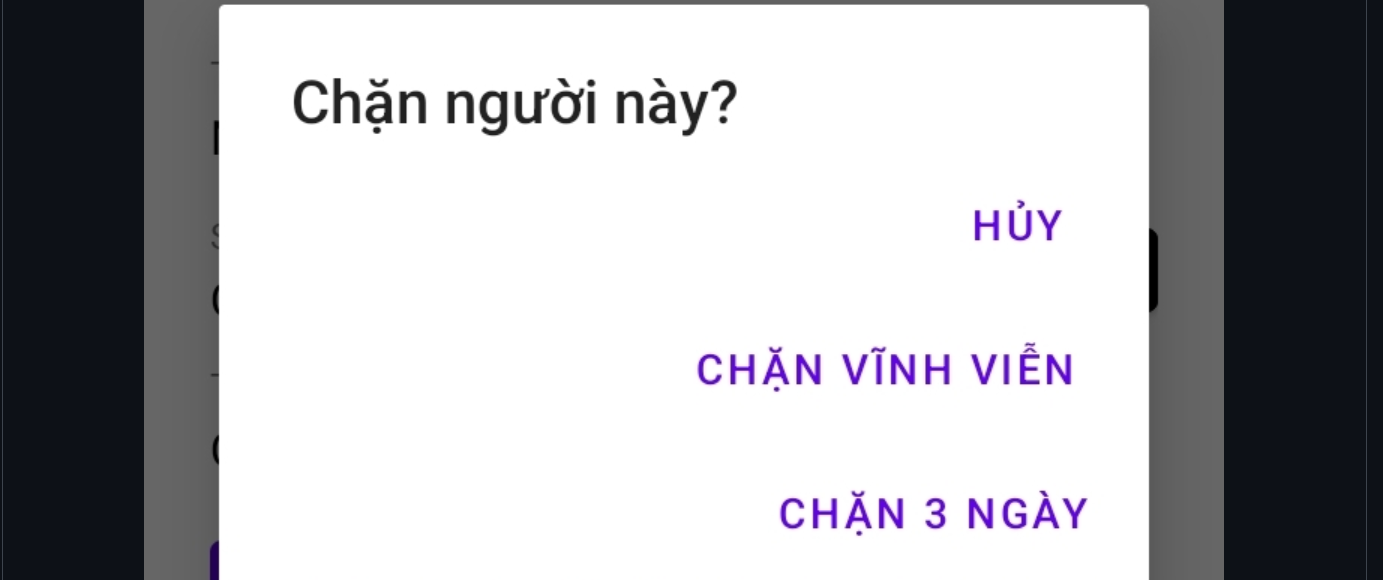 Chặn người này?
HỦY
CHẶN VĨNH VIỄN
CHẶN 3 NGÀY